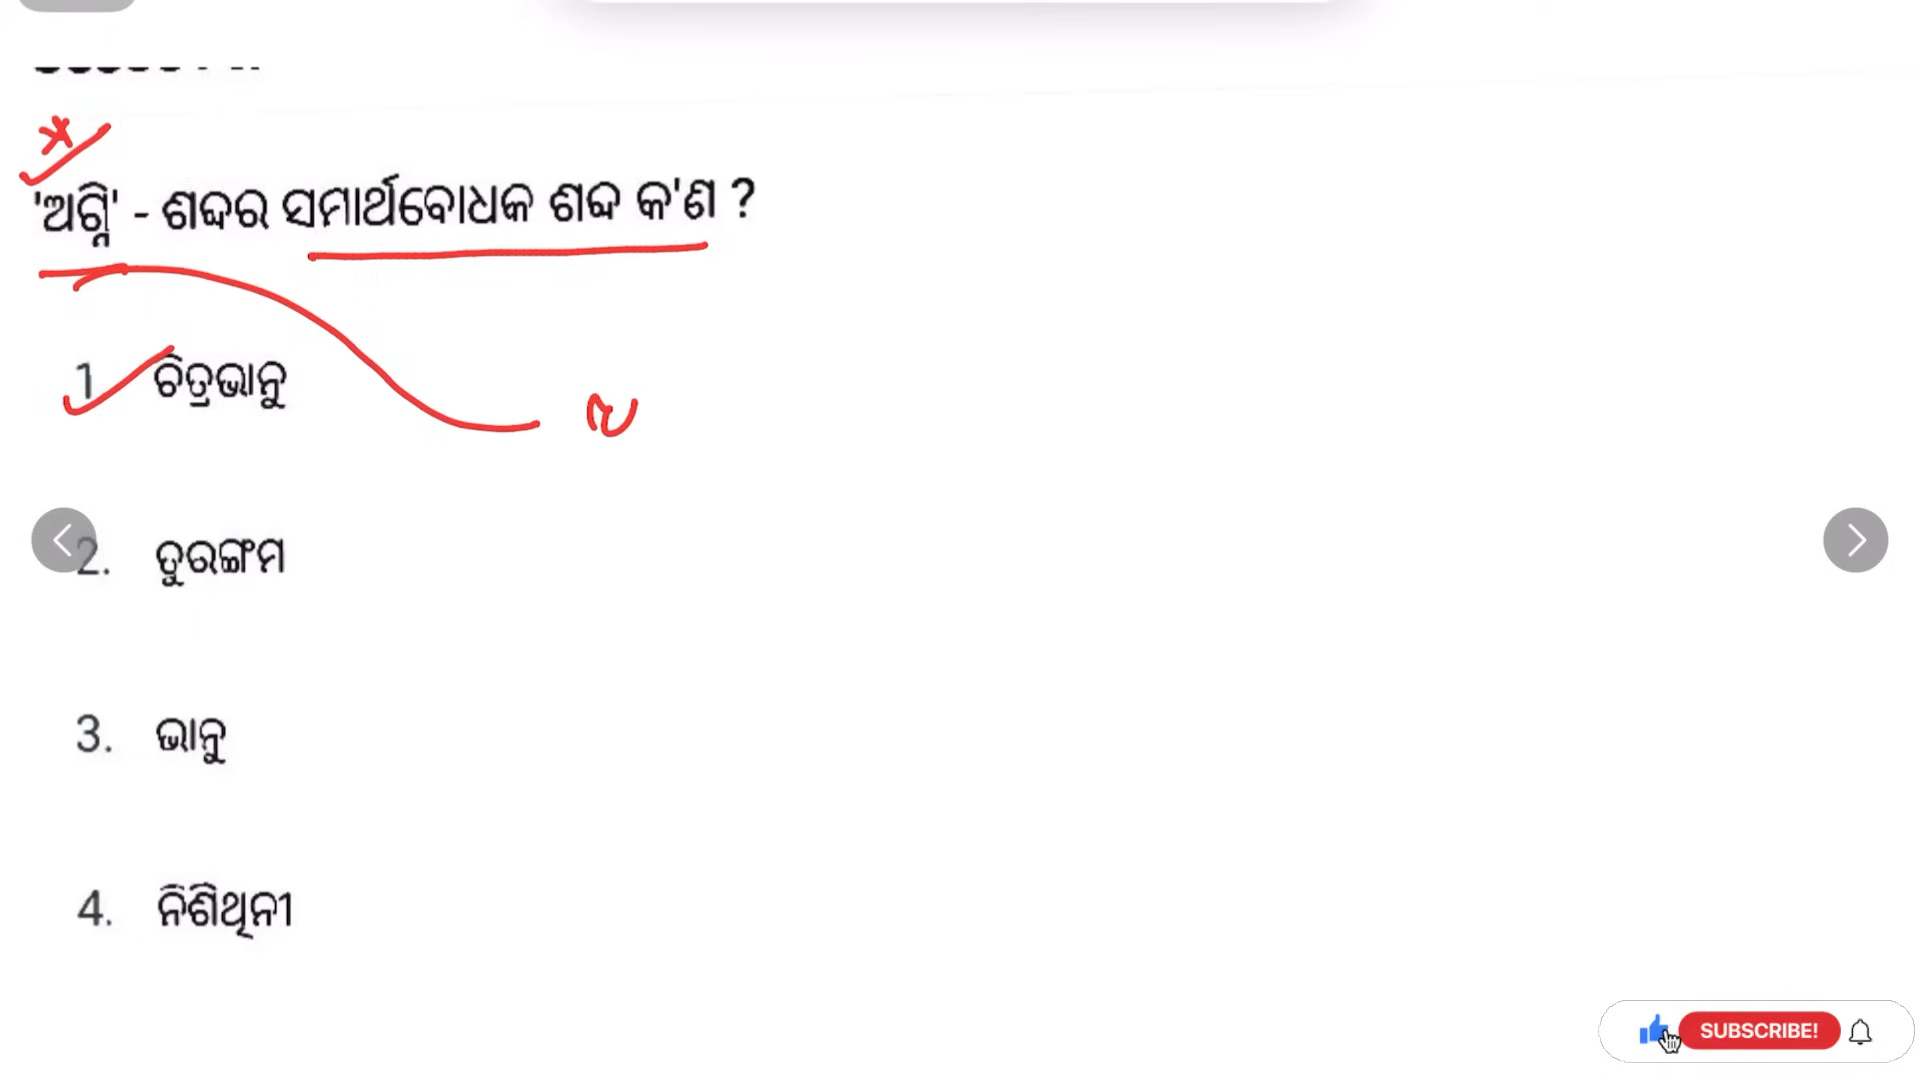 'ଅଗ୍ନି' - ଶବ୍ଦର ସମାର୍ଥବୋଧକ ଶବ୍ଦ କ'ଣ ?
1 ଚିତ୍ରଭାନୁ
2. ତୁରଙ୍ଗମ
3. ଭାନୁ
4. ନିଶିଥିନୀ
SUBSCRIBE!